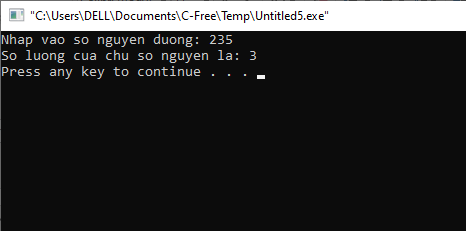 "C:\Users\DELL\Documents\C-Free\Temp\Untitled5.exe"
Nhap vao so nguyen duong: 235
So luong cua chu so nguyen la: 3
Press any key to continue . . .